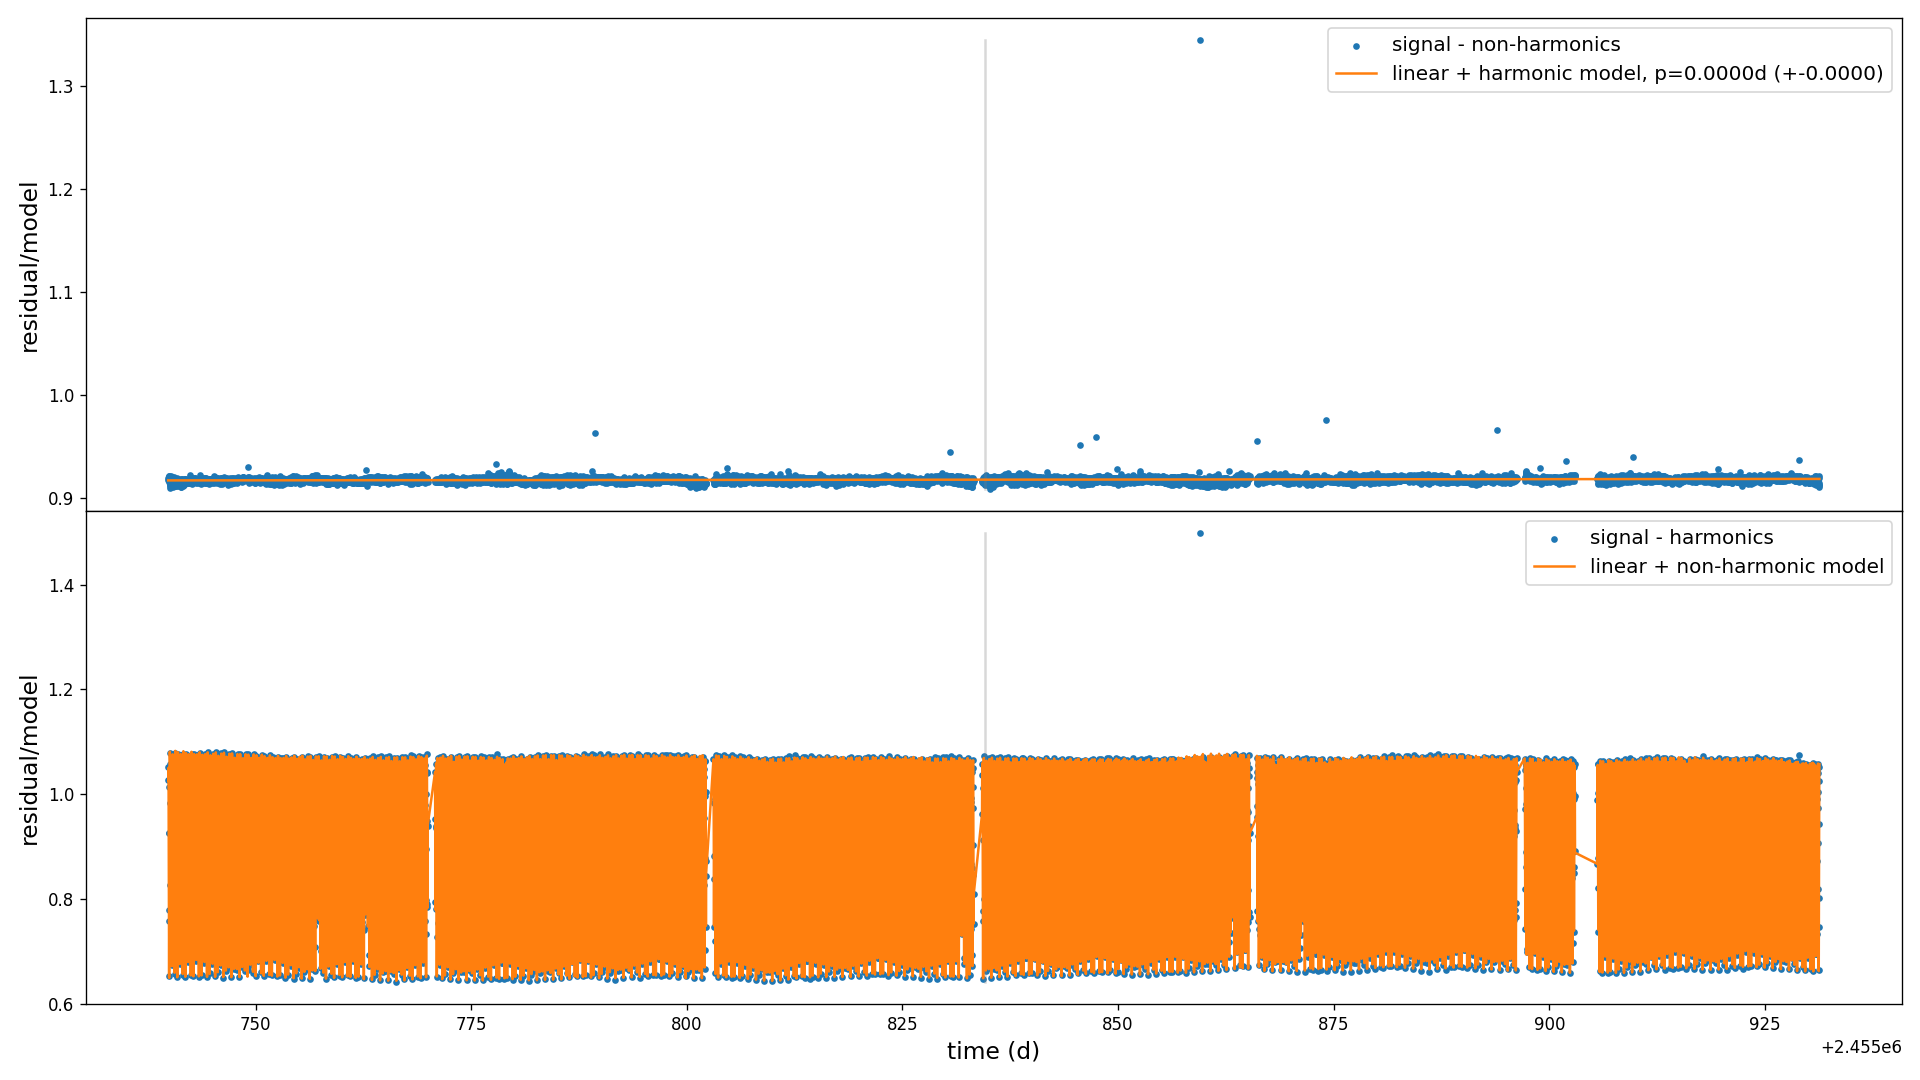 signal - non-harmonics
linear + harmonic model, p=0.0000d (+-0.0000)
residual/model
1.3
1.2
1.1
1.0
0.9
signal - harmonics
linear + non-harmonic model
residual/model
1.4
1.2
1.0
0.8
0.6
750 775 800 825 850 875 900 925
time (d)
+2.455e6